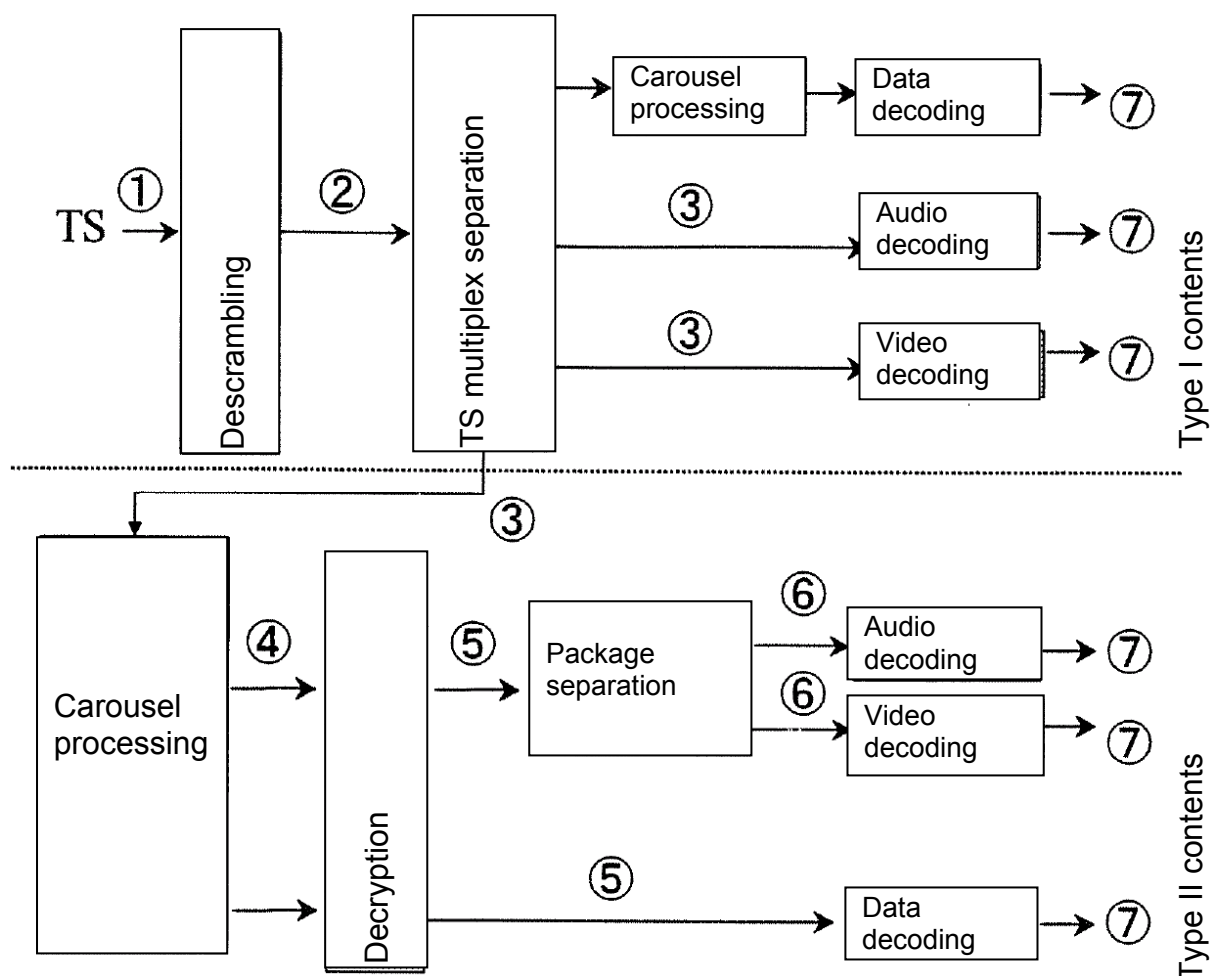 TS
①
Descrambling
②
TS multiplex separation
Carousel
processing
Data
decoding
⑦
③
Audio
decoding
⑦
③
Video
decoding
⑦
Type I contents
③
Carousel
processing
④
Decryption
⑤
Package
separation
⑥
Audio
decoding
⑦
⑥
Video
decoding
⑦
⑤
Data
decoding
⑦
Type II contents